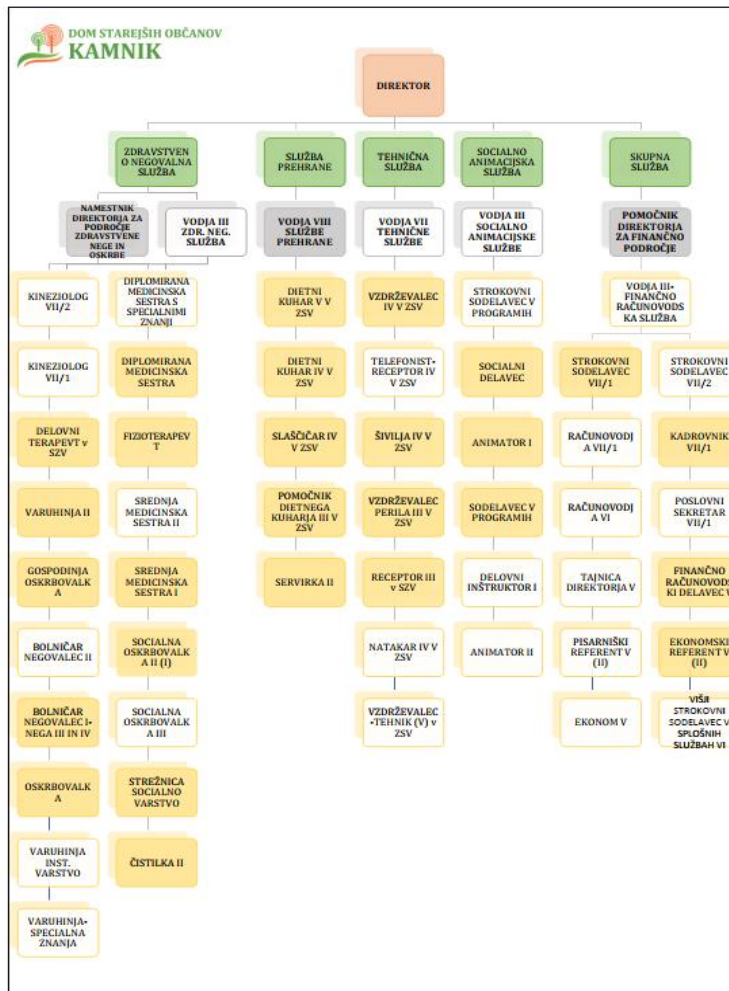 DOM STAREJŠIH OBČANOV
KAMNIK
DIREKTOR
ZDRAVSTVEN
O NEGOVALNA
SLUŽBA
SLUŽBA
PREHRANE
TEHNIČNA
SLUŽBA
SOCIALNO
ANIMACIJSKA
SLUŽBA
SKUPNA
SLUŽBA
NAMESTNIK
DIREKTORJA ZA
PODROČJE
ZDRAVSTVENE
NEGE IN
OSKRBE
VODJA III
ZDR. NEG.
SLUŽBA
VODJA VIII
SLUŽBE
PREHRANE
VODJA VII
TEHNIČNE
SLUŽBE
VODJA III
SOCIALNO
ANIMACIJSKE
SLUŽBE
POMOČNIK
DIREKTORJA
ZA FINANČNO
PODROČJE
KINEZIOLOG
VII/2
DIPLOMIRANA
MEDICINSKA
SESTRA S
SPECIALNIMI
ZNANJI
DIETNI
KUHAR V V
ZSV
VZDRŽEVALEC
IV V ZSV
STROKOVNI
SODELAVEC V
PROGRAMIH
VODJA III-
FINANČNO
RAČUNOVODS
KA SLUŽBA
KINEZIOLOG
VII/1
DIPLOMIRANA
MEDICINSKA
SESTRA
DIETNI
KUHAR IV V
ZSV
TELEFONIST-
RECEPTOR IV
V ZSV
SOCIALNI
DELAVEC
STROKOVNI
SODELAVEC
VII/1
STROKOVNI
SODELAVEC
VII/2
DELOVNI
TERAPEVT v
SZV
FIZIOTERAPEV
T
SLAŠČIČAR IV
V ZSV
ŠIVILJA IV V
ZSV
ANIMATOR I
RAČUNOVODJ
A VII/1
KADROVNIK
VII/1
VARUHINJA II
SREDNJA
MEDICINSKA
SESTRA II
POMOČNIK
DIETNEGA
KUHARJA III V
ZSV
VZDRŽEVALEC
PERILA III V
ZSV
SODELAVEC V
PROGRAMIH
RAČUNOVODJ
A VI
POSLOVNI
SEKRETAR
VII/1
GOSPODINJA
OSKRBOVALK
A
SREDNJA
MEDICINSKA
SESTRA I
SERVIRKA II
RECEPTOR III
v SZV
DELOVNI
INŠTRUKTOR I
TAJNICA
DIREKTORJA V
FINANČNO
RAČUNOVODS
KI DELAVEC V
BOLNIČAR
NEGOVALEC II
SOCIALNA
OSKRBOVALK
A II (I)
NATAKAR IV V
ZSV
ANIMATOR II
PISARNIŠKI
REFERENT V
(II)
EKONOMSKI
REFERENT V
(II)
BOLNIČAR
NEGOVALEC I-
NEGA III IN IV
SOCIALNA
OSKRBOVALK
A III
VZDRŽEVALEC
-TEHNIK (V) v
ZSV
EKONOM V
VIŠJI
STROKOVNI
SODELAVEC V
SPLOŠNIH
SLUŽBAH VI
OSKRBOVALK
A
STREŽNICA
SOCIALNO
VARSTVO
VARUHINJA
INST.
VARSTVO
ČISTILKA II
VARUHINJA-
SPECIALNA
ZNANJA